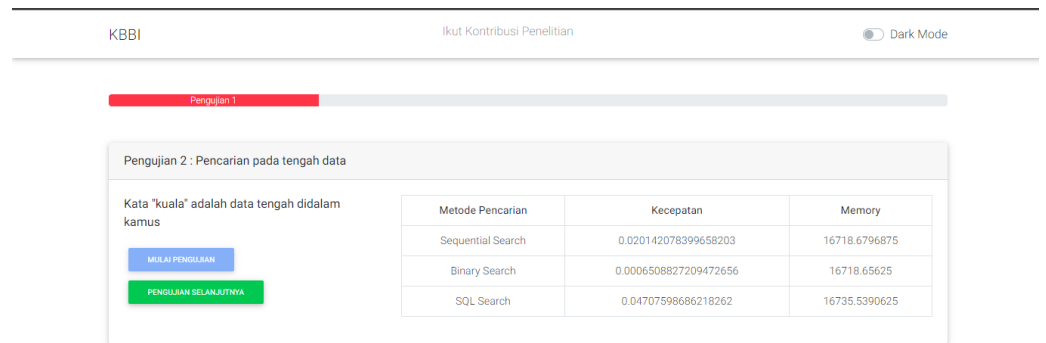 KBBI
Ikut Kontribusi Penelitian
Dark Mode
Pengujian 1
Pengujian 2 : Pencarian pada tengah data
Kata "kuala" adalah data tengah didalam
kamus
MULAI PENGUJIAN
PENGUJIAN SELANJUTNYA
Metode Pencarian Kecepatan Memory
Sequential Search 0.020142078399658203 16718.6796875
Binary Search 0.0006508827209472656 16718.65625
SQL Search 0.04707598686218262 16735.5390625